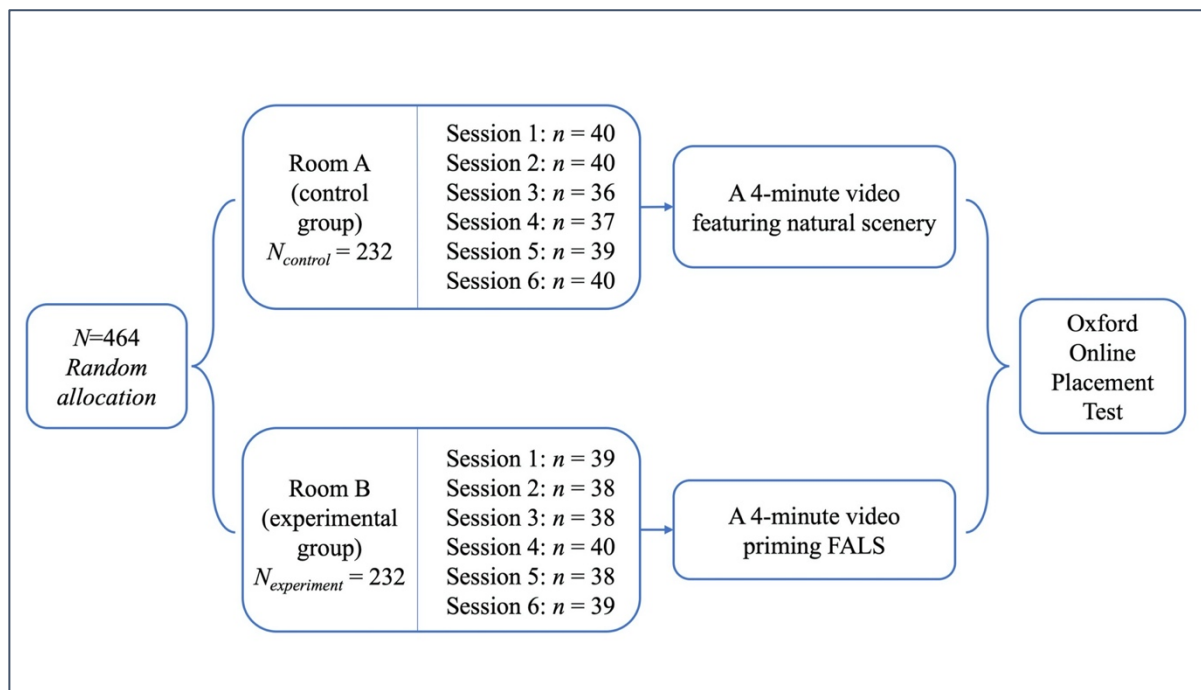 N=464
Random
allocation
Room A
(control
group)
N_control = 232
Session 1: n = 40
Session 2: n = 40
Session 3: n = 36
Session 4: n = 37
Session 5: n = 39
Session 6: n = 40
A 4-minute video
featuring natural scenery
Room B
(experimental
group)
N_experiment = 232
Session 1: n = 39
Session 2: n = 38
Session 3: n = 38
Session 4: n = 40
Session 5: n = 38
Session 6: n = 39
A 4-minute video
priming FALS
Oxford
Online
Placement
Test